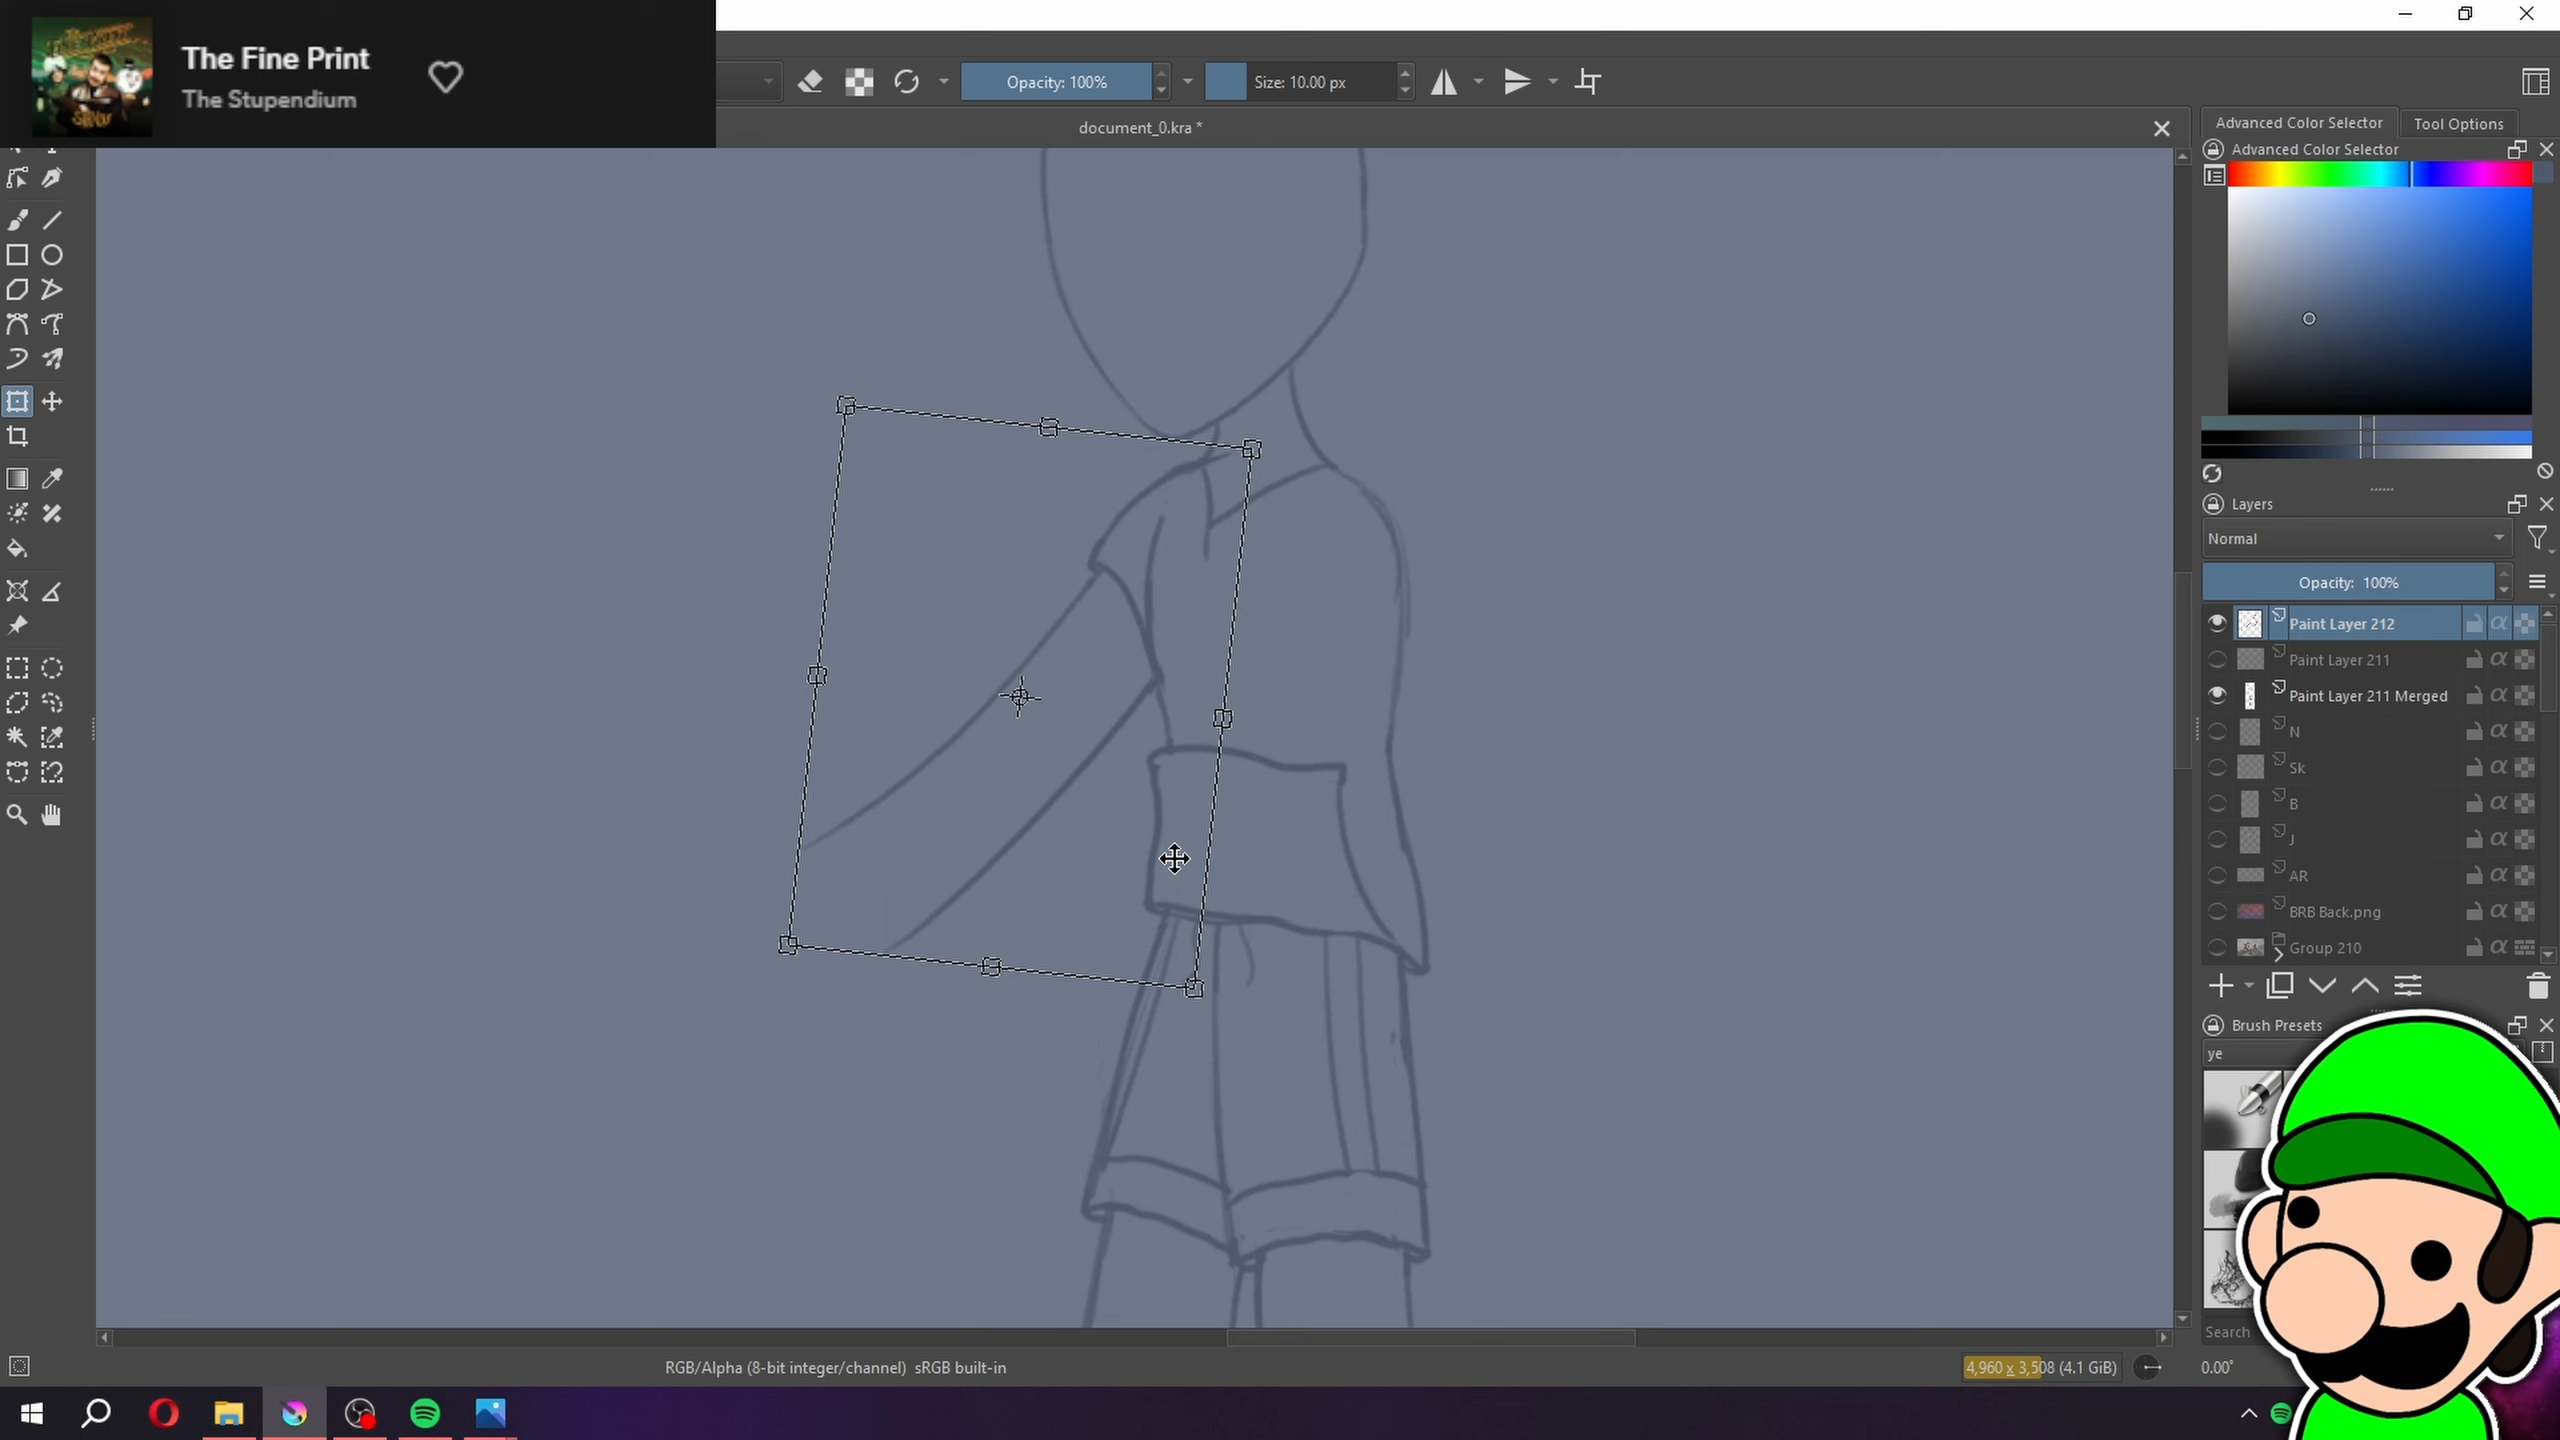 The Fine Print
The Stupendium
Opacity: 100%
Size: 10.00 px
document_0.kra *
Advanced Color Selector
Tool Options
Advanced Color Selector
Layers
Normal
Opacity: 100%
Paint Layer 212
Paint Layer 211
Paint Layer 211 Merged
N
Sk
B
J
AR
BRB Back.png
Group 210
Brush Presets
ye
Search
RGB/Alpha (8-bit integer/channel) sRGB built-in
4,960 x 3,508 (4.1 GiB)
0.00°